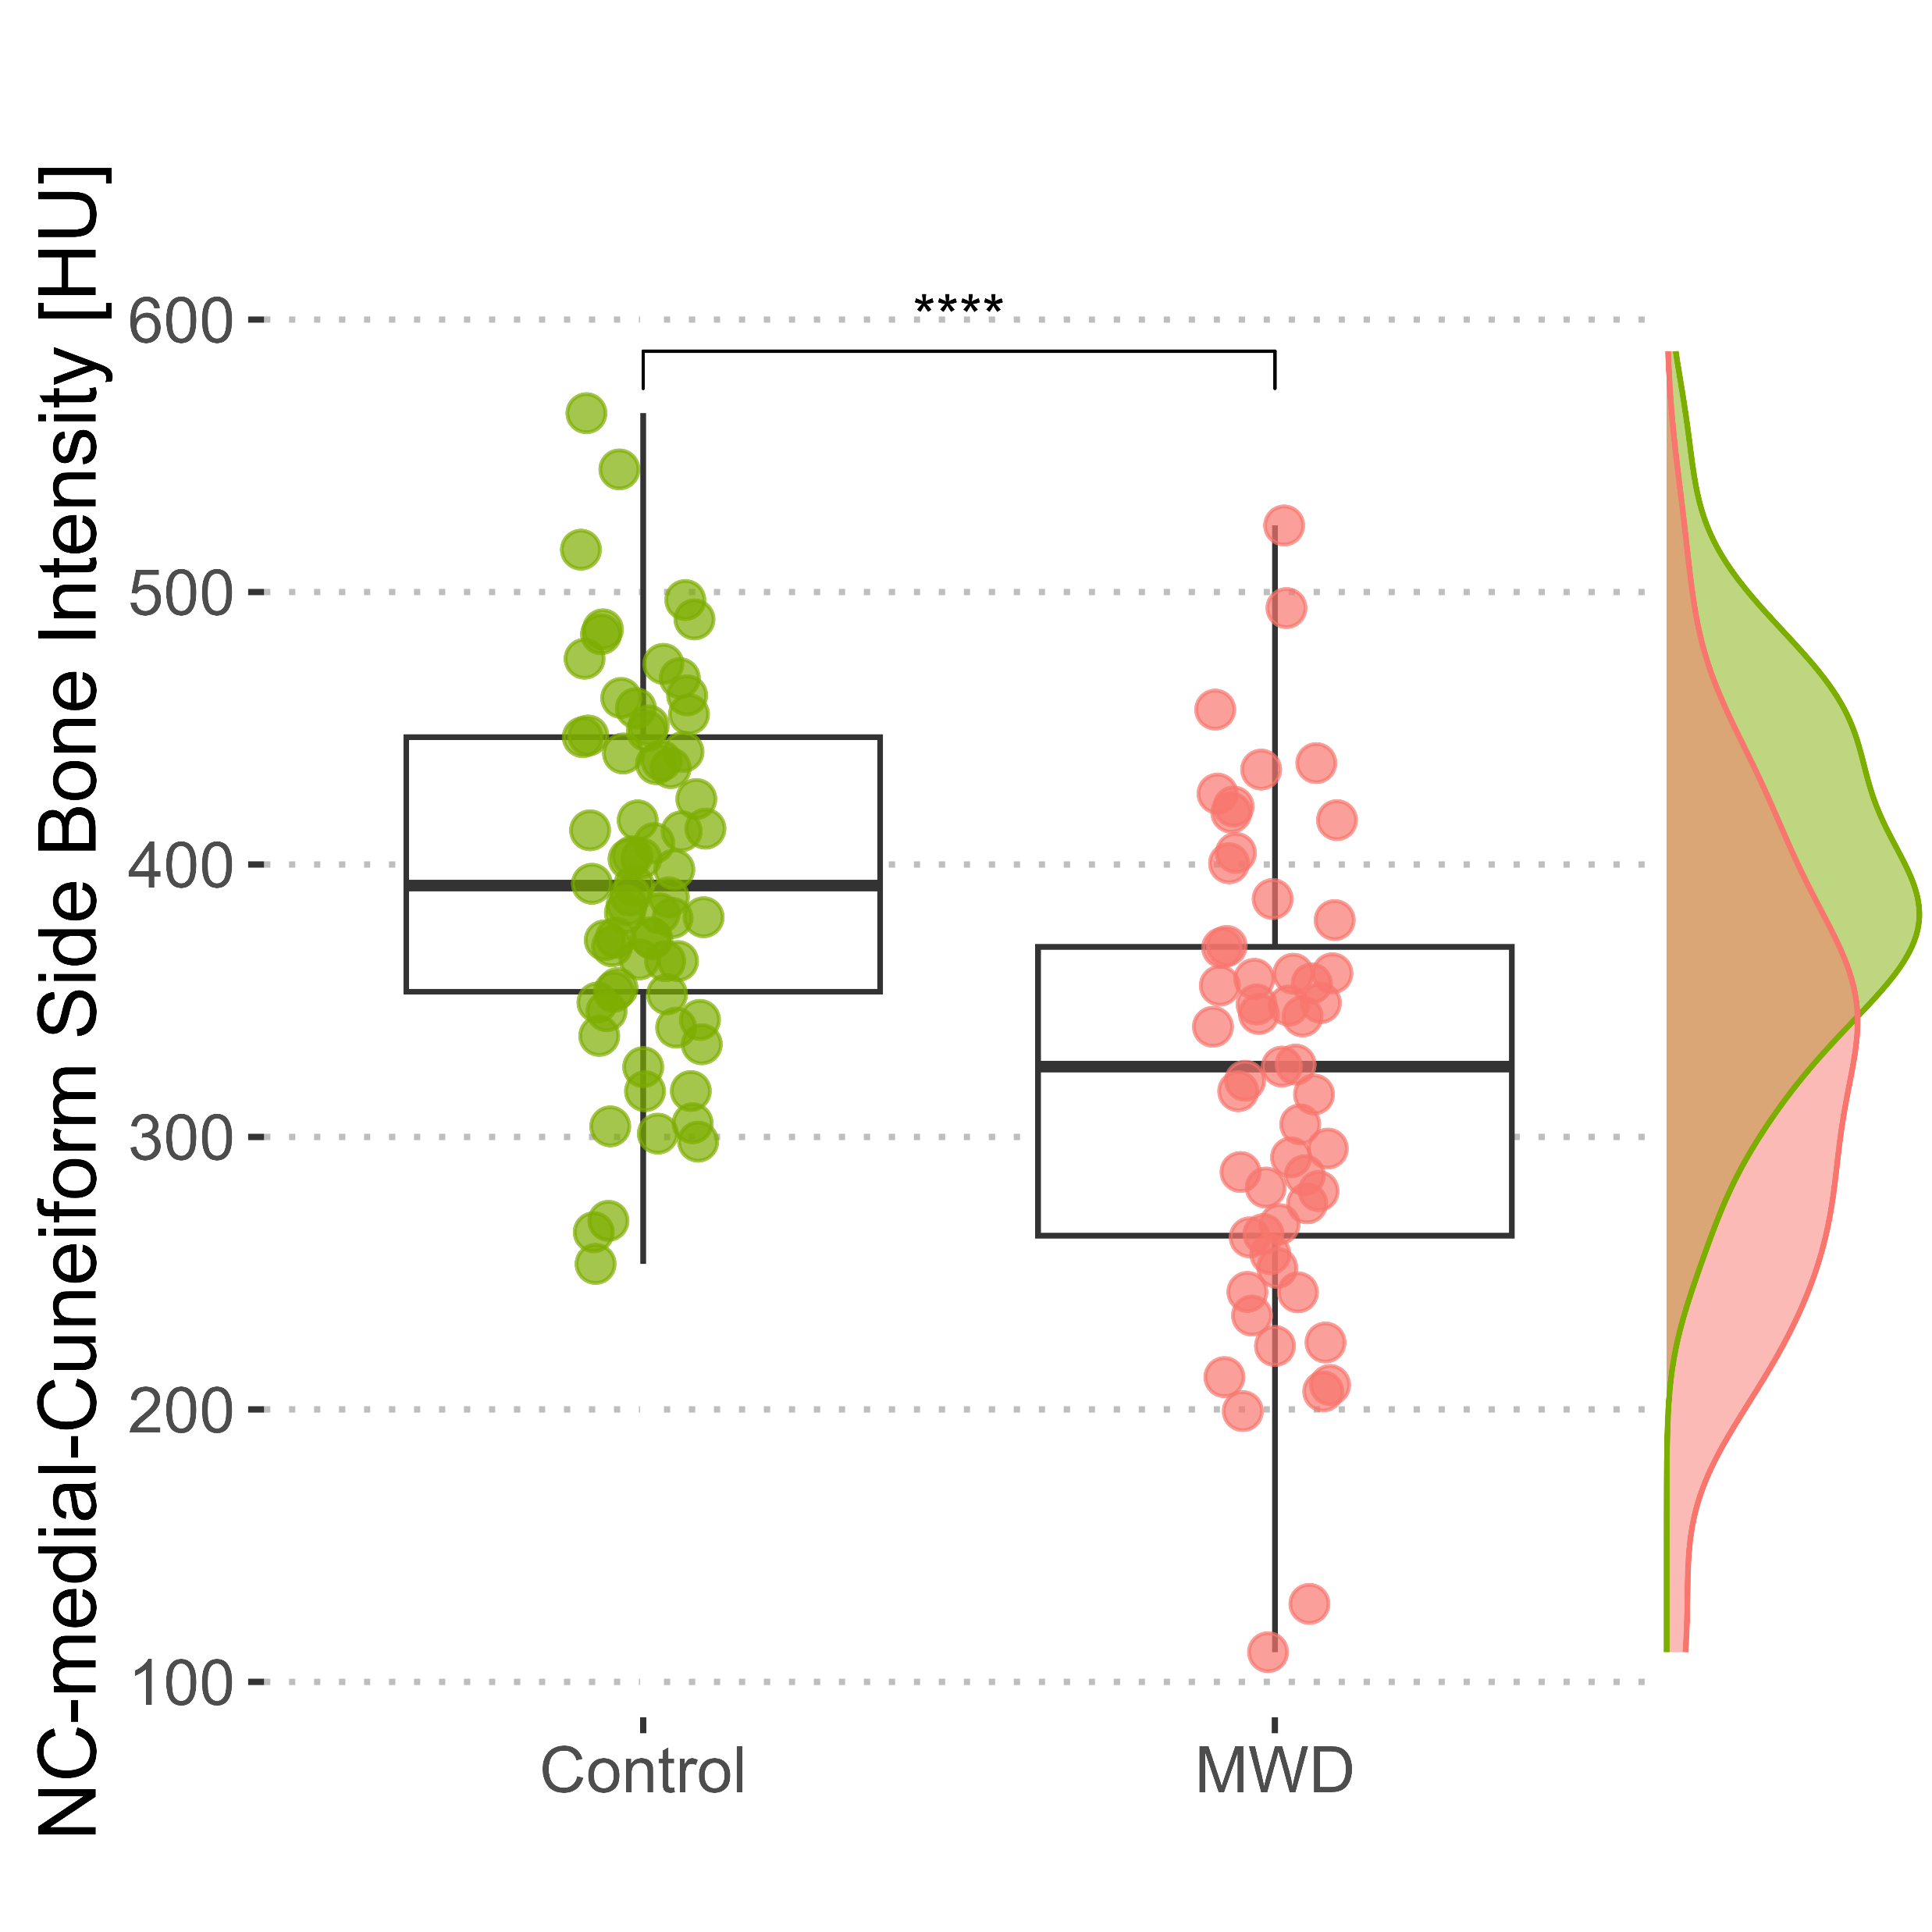 NC-medial-Cuneiform Side Bone Intensity [HU]
600
500
400
300
200
100
****
Control
MWD